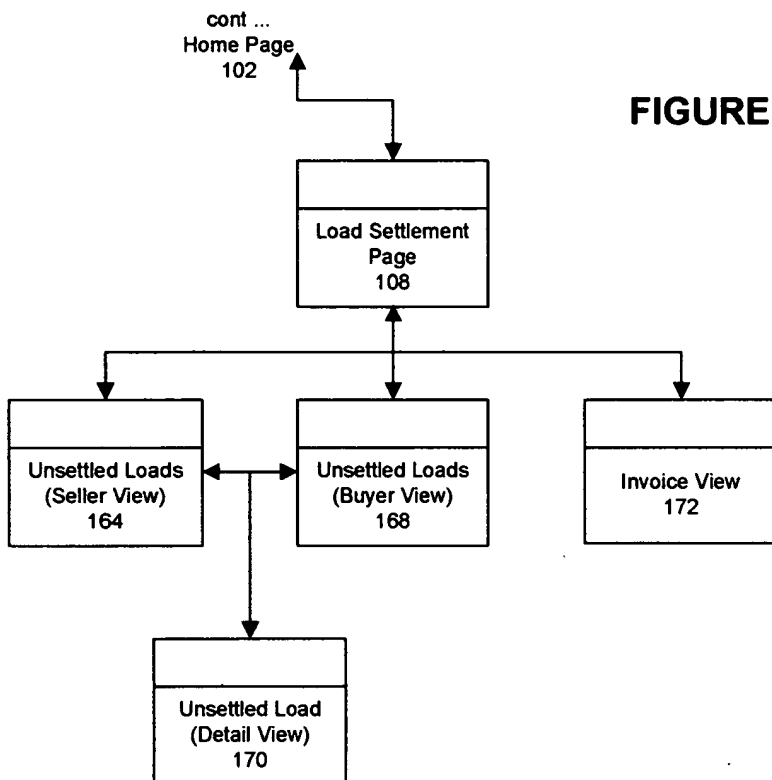 cont ...
Home Page
102
FIGURE
Load Settlement
Page
108
Unsettled Loads
(Seller View)
164
Unsettled Loads
(Buyer View)
168
Invoice View
172
Unsettled Load
(Detail View)
170